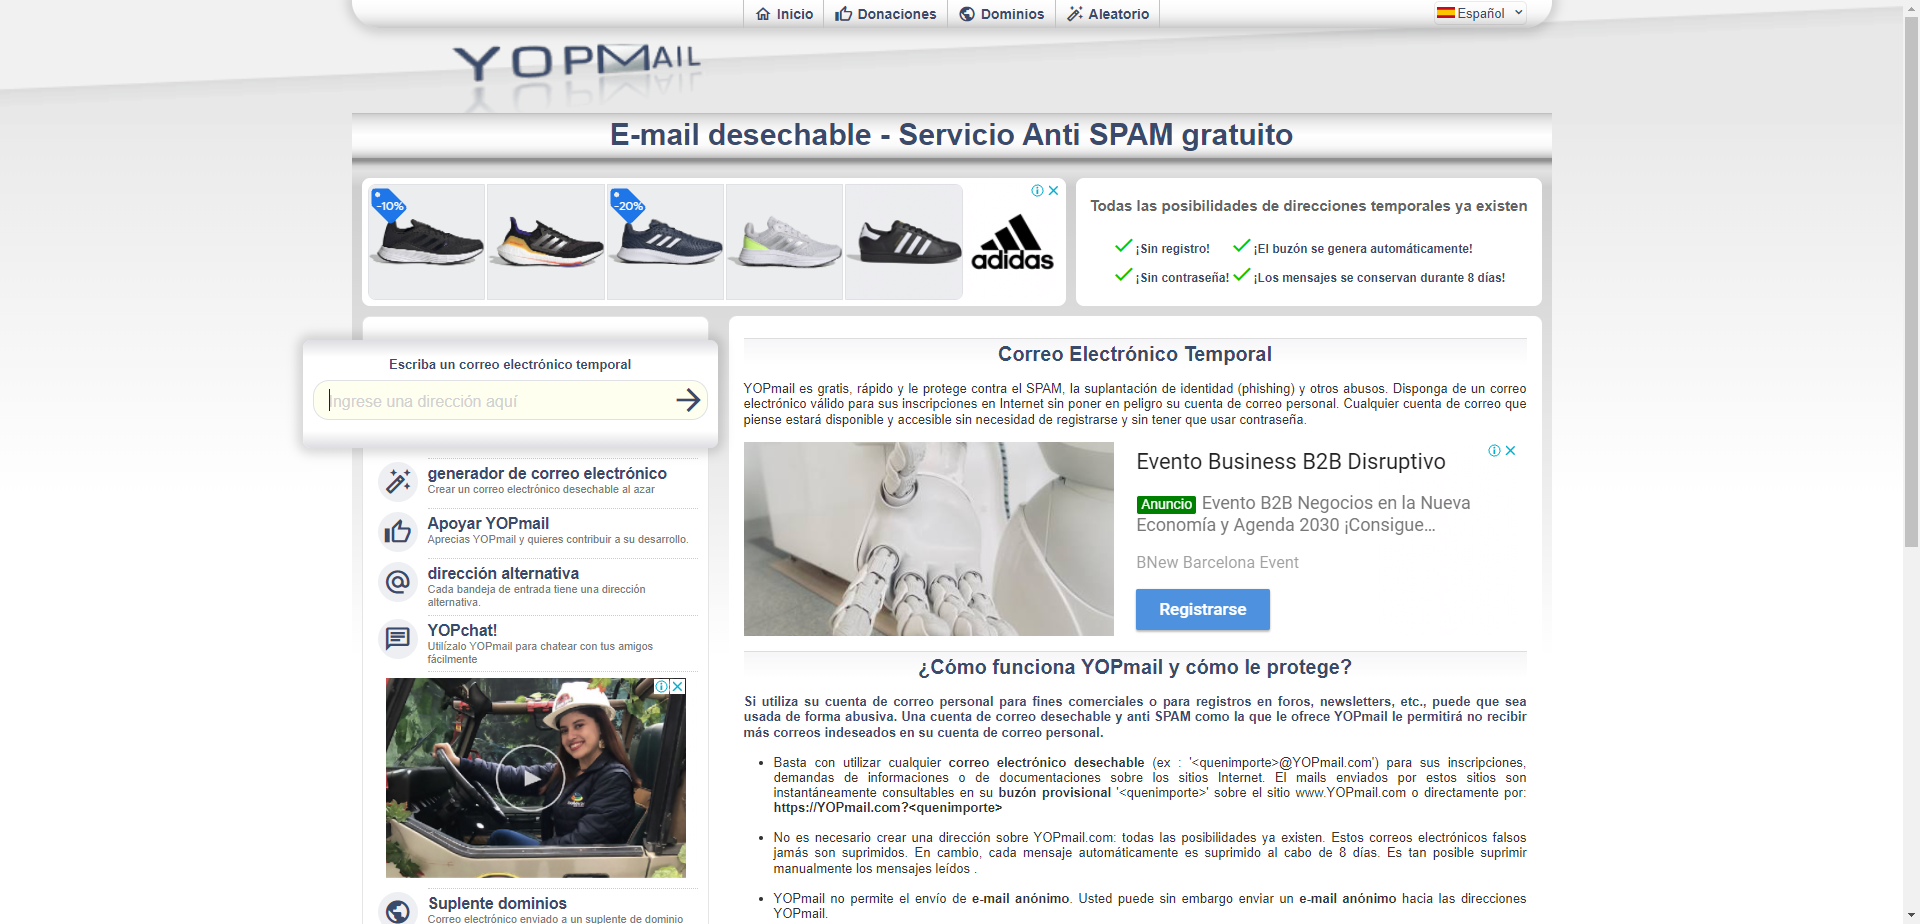 Inicio
Donaciones
Dominios
Aleatorio
Español
YOPMAIL
E-mail desechable - Servicio Anti SPAM gratuito
-10%
-20%
adidas
Todas las posibilidades de direcciones temporales ya existen
¡Sin registro!
¡El buzón se genera automáticamente!
¡Sin contraseña!
¡Los mensajes se conservan durante 8 días!
Escriba un correo electrónico temporal
Ingrese una dirección aquí
generador de correo electrónico
Crear un correo electrónico desechable al azar
Apoyar YOPmail
Aprecias YOPmail y quieres contribuir a su desarrollo.
dirección alternativa
Cada bandeja de entrada tiene una dirección
alternativa.
YOPchat!
Utilízalo YOPmail para chatear con tus amigos
fácilmente
Suplente dominios
Correo electrónico enviado a un suplente de dominio
Correo Electrónico Temporal
YOPmail es gratis, rápido y le protege contra el SPAM, la suplantación de identidad (phishing) y otros abusos. Disponga de un correo
electrónico válido para sus inscripciones en Internet sin poner en peligro su cuenta de correo personal. Cualquier cuenta de correo que
piense estará disponible y accesible sin necesidad de registrarse y sin tener que usar contraseña.
Evento Business B2B Disruptivo
Anuncio Evento B2B Negocios en la Nueva
Economía y Agenda 2030 ¡Consigue…
BNew Barcelona Event
Registrarse
¿Cómo funciona YOPmail y cómo le protege?
Si utiliza su cuenta de correo personal para fines comerciales o para registros en foros, newsletters, etc., puede que sea
usada de forma abusiva. Una cuenta de correo desechable y anti SPAM como la que le ofrece YOPmail le permitirá no recibir
más correos indeseados en su cuenta de correo personal.
• Basta con utilizar cualquier correo electrónico desechable (ex : '<quenimporte>@YOPmail.com') para sus inscripciones,
demandas de informaciones o de documentaciones sobre los sitios Internet. El mails enviados por estos sitios son
instantáneamente consultables en su buzón provisional '<quenimporte>' sobre el sitio www.YOPmail.com o directamente por:
https://YOPmail.com?<quenimporte>
• No es necesario crear una dirección sobre YOPmail.com: todas las posibilidades ya existen. Estos correos electrónicos falsos
jamás son suprimidos. En cambio, cada mensaje automáticamente es suprimido al cabo de 8 días. Es tan posible suprimir
manualmente los mensajes leídos .
• YOPmail no permite el envío de e-mail anónimo. Usted puede sin embargo enviar un e-mail anónimo hacia las direcciones
YOPmail.